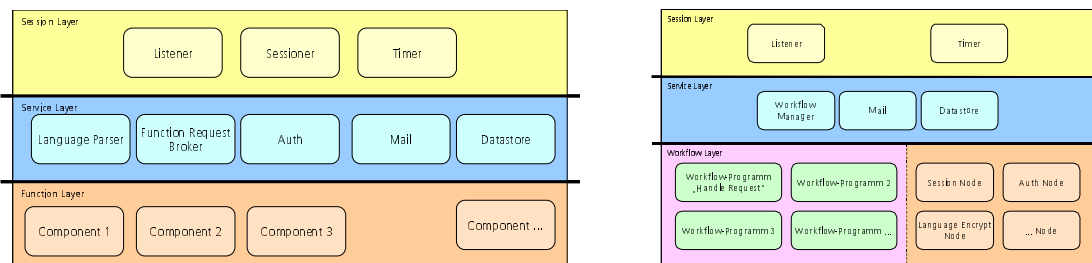 Session Layer
Listener
Sessioner
Timer
Service Layer
Language Parser
Function Request
Broker
Auth
Mail
Datastore
Function Layer
Component 1
Component 2
Component 3
Component ...
Session Layer
Listener
Timer
Service Layer
Workflow
Manager
Mail
Datastore
Workflow Layer
Workflow-Programm
„Handle Request"
Workflow-Programm 2
Session Node
Auth Node
Workflow-Programm 3
Workflow-Programm ...
Language Encrypt
Node
... Node